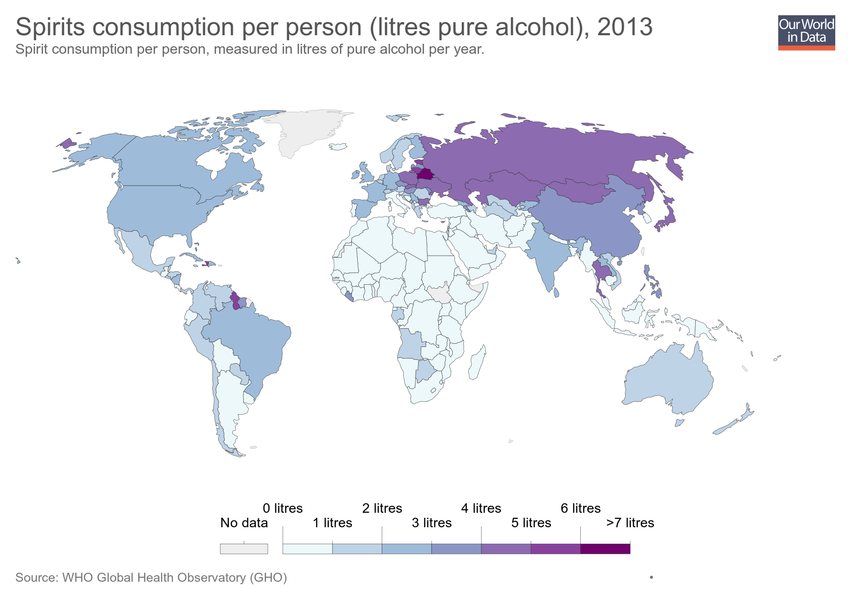 Spirits consumption per person (litres pure alcohol), 2013
Spirit consumption per person, measured in litres of pure alcohol per year.
Our World
in Data
0 litres 2 litres 4 litres 6 litres
No data 1 litres 3 litres 5 litres >7 litres
Source: WHO Global Health Observatory (GHO)